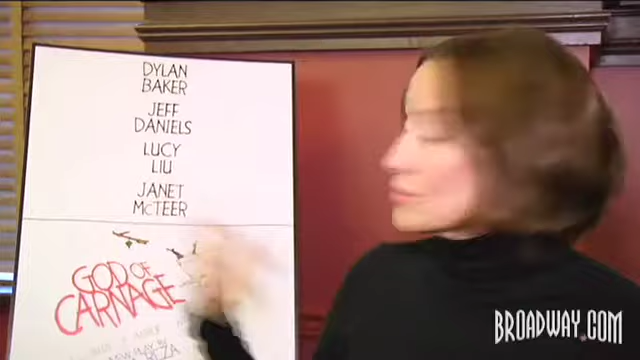 DYLAN
BAKER
JEFF
DANIELS
LUCY
LIU
JANET
MCTEER
GOD OF
CARNAGE
BROADWAY.COM